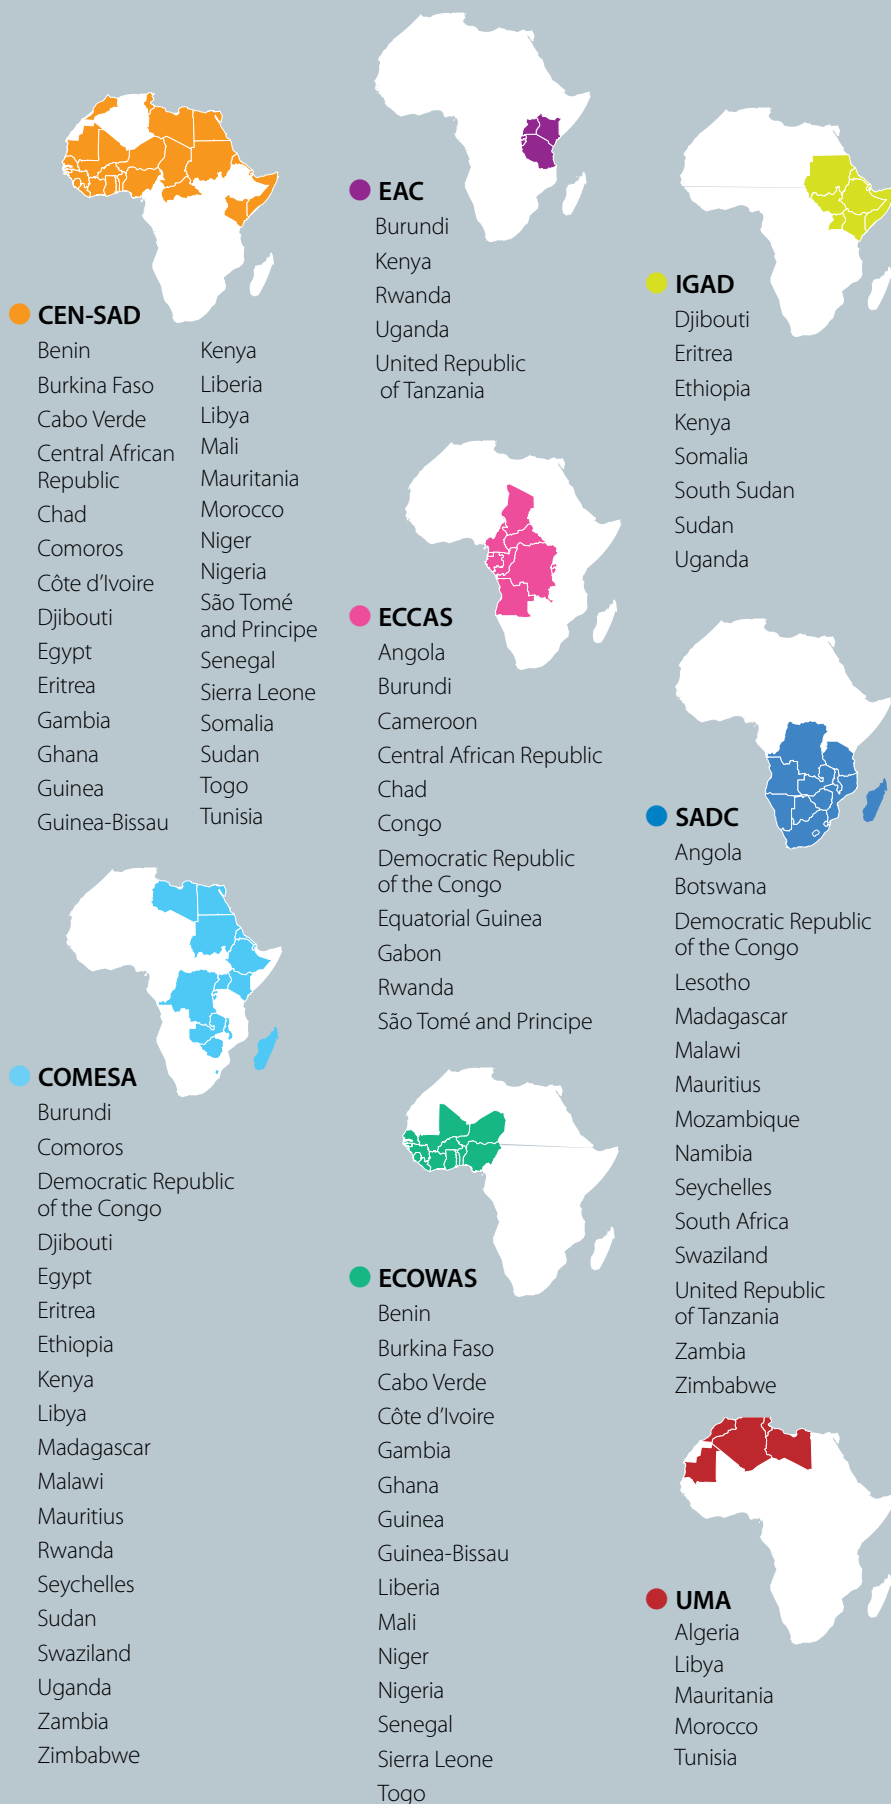 CEN-SAD
Benin
Burkina Faso
Cabo Verde
Central African
Republic
Chad
Comoros
Côte d'Ivoire
Djibouti
Egypt
Eritrea
Gambia
Ghana
Guinea
Guinea-Bissau
Kenya
Liberia
Libya
Mali
Mauritania
Morocco
Niger
Nigeria
São Tomé
and Principe
Senegal
Sierra Leone
Somalia
Sudan
Togo
Tunisia
COMESA
Burundi
Comoros
Democratic Republic
of the Congo
Djibouti
Egypt
Eritrea
Ethiopia
Kenya
Libya
Madagascar
Malawi
Mauritius
Rwanda
Seychelles
Sudan
Swaziland
Uganda
Zambia
Zimbabwe
EAC
Burundi
Kenya
Rwanda
Uganda
United Republic
of Tanzania
ECCAS
Angola
Burundi
Cameroon
Central African Republic
Chad
Congo
Democratic Republic
of the Congo
Equatorial Guinea
Gabon
Rwanda
São Tomé and Principe
ECOWAS
Benin
Burkina Faso
Cabo Verde
Côte d'Ivoire
Gambia
Ghana
Guinea
Guinea-Bissau
Liberia
Mali
Niger
Nigeria
Senegal
Sierra Leone
Togo
IGAD
Djibouti
Eritrea
Ethiopia
Kenya
Somalia
South Sudan
Sudan
Uganda
SADC
Angola
Botswana
Democratic Republic
of the Congo
Lesotho
Madagascar
Malawi
Mauritius
Mozambique
Namibia
Seychelles
South Africa
Swaziland
United Republic
of Tanzania
Zambia
Zimbabwe
UMA
Algeria
Libya
Mauritania
Morocco
Tunisia